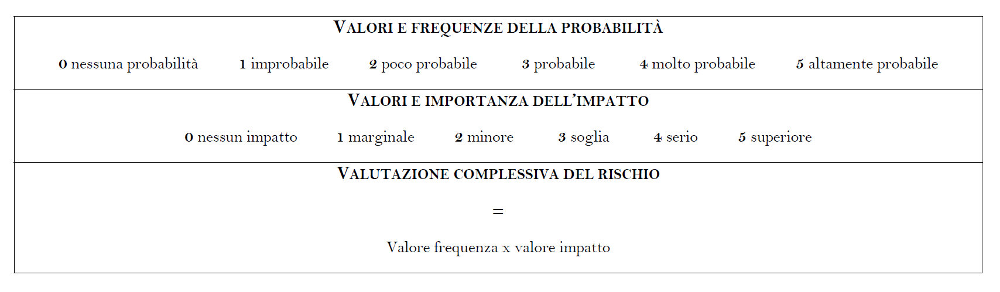 VALORI E FREQUENZE DELLA PROBABILITÀ
0 nessuna probabilità 1 improbabile 2 poco probabile 3 probabile 4 molto probabile 5 altamente probabile
VALORI E IMPORTANZA DELL'IMPATTO
0 nessun impatto 1 marginale 2 minore 3 soglia 4 serio 5 superiore
VALUTAZIONE COMPLESSIVA DEL RISCHIO
=
Valore frequenza x valore impatto